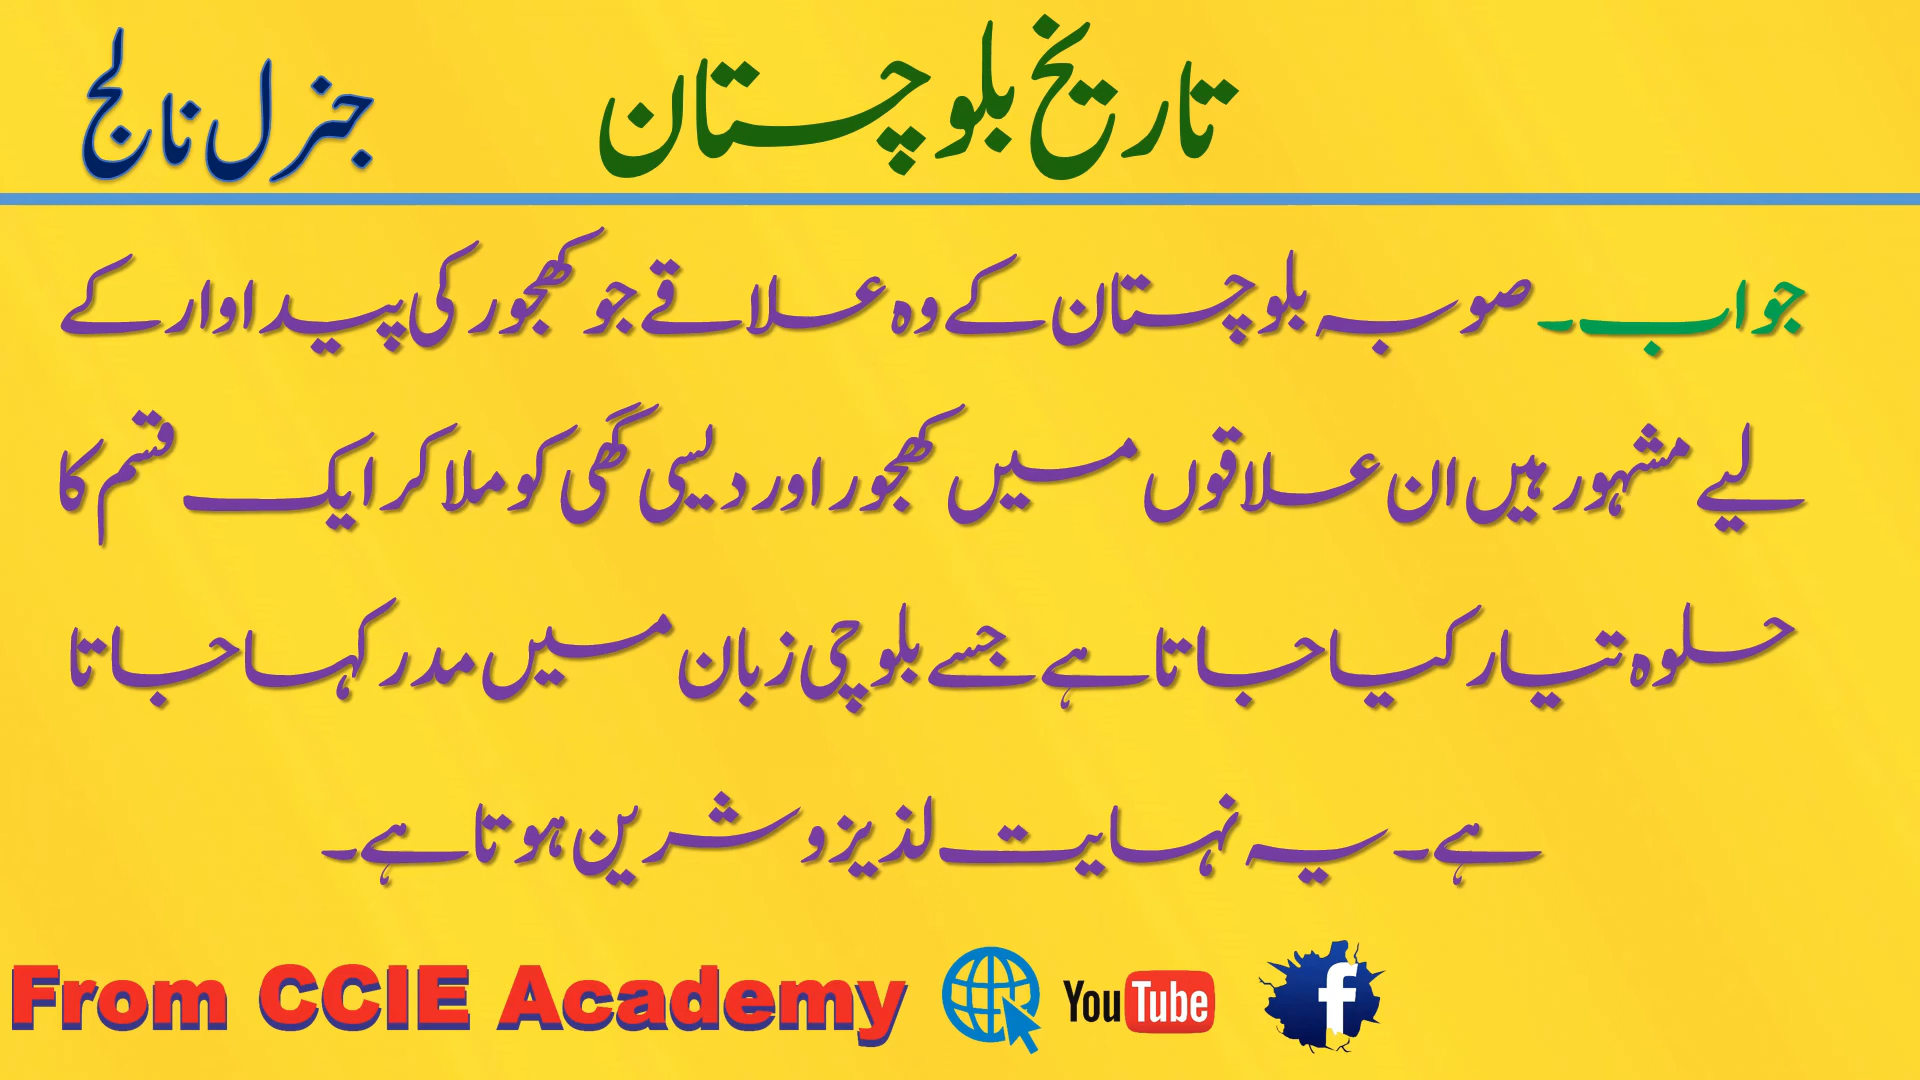 تاریخ بلوچستان
جنرل نالج
جواب۔ صوبہ بلوچستان کے وہ علاقے جو کھجور کی پیداوار کے
لیے مشہور ہیں ان علاقوں میں کھجور اور دیسی گھی کو ملا کر ایک قسم کا
حلوہ تیار کیا جاتا ہے جسے بلوچی زبان میں مدر کہا جاتا
ہے۔ یہ نہایت لذیز و شرین ہوتا ہے۔
From CCIE Academy
YouTube
f